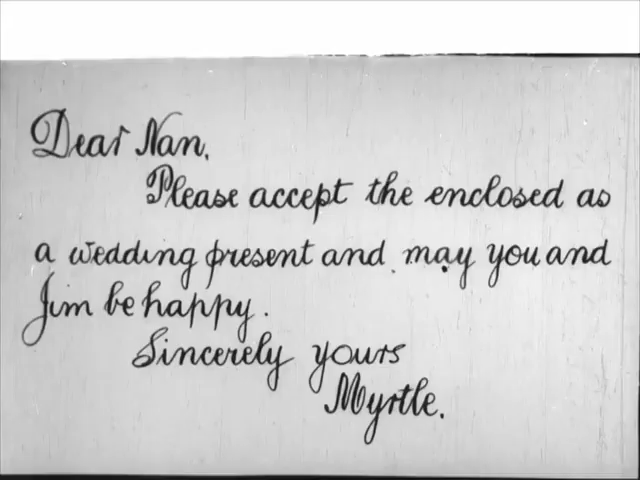 Dear Nan,
Please accept the enclosed as
a wedding present and may you and
Jim be happy.
Sincerely yours
Myrtle.